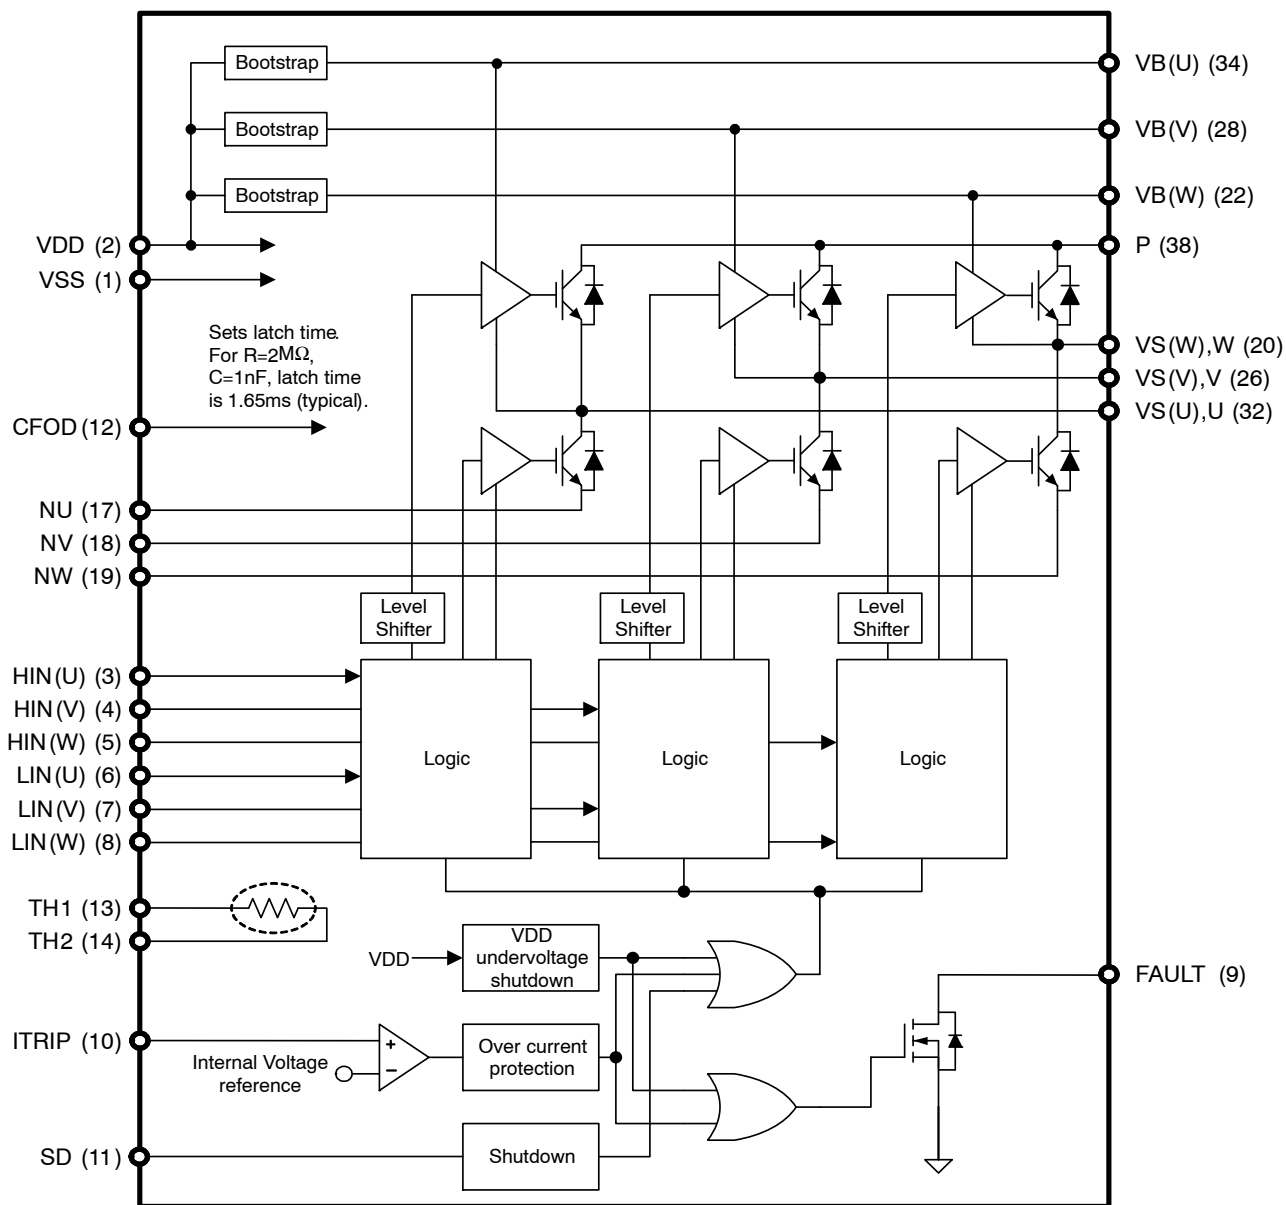 Bootstrap
VB(U) (34)
Bootstrap
VB(V) (28)
Bootstrap
VB(W) (22)
VDD (2)
P (38)
VSS (1)
Sets latch time.
For R=2MΩ,
C=1nF, latch time
is 1.65ms (typical).
VS(W),W (20)
VS(V),V (26)
VS(U),U (32)
CFOD (12)
NU (17)
NV (18)
NW (19)
Level
Shifter
Level
Shifter
Level
Shifter
HIN(U) (3)
HIN(V) (4)
HIN(W) (5)
LIN(U) (6)
LIN(V) (7)
LIN(W) (8)
Logic
Logic
Logic
TH1 (13)
TH2 (14)
VDD
VDD
undervoltage
shutdown
FAULT (9)
ITRIP (10)
+
−
Internal Voltage
reference
Over current
protection
SD (11)
Shutdown